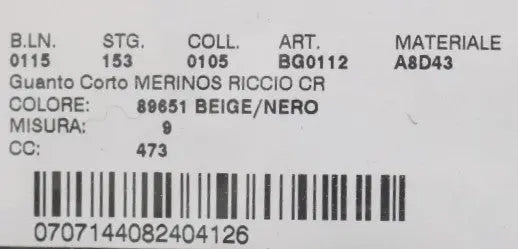 B.LN. STG. COLL. ART. MATERIALE
0115 153 0105 BG0112 A8D43
Guanto Corto MERINOS RICCIO CR
COLORE: 89651 BEIGE/NERO
MISURA: 9
CC: 473
0707144082404126